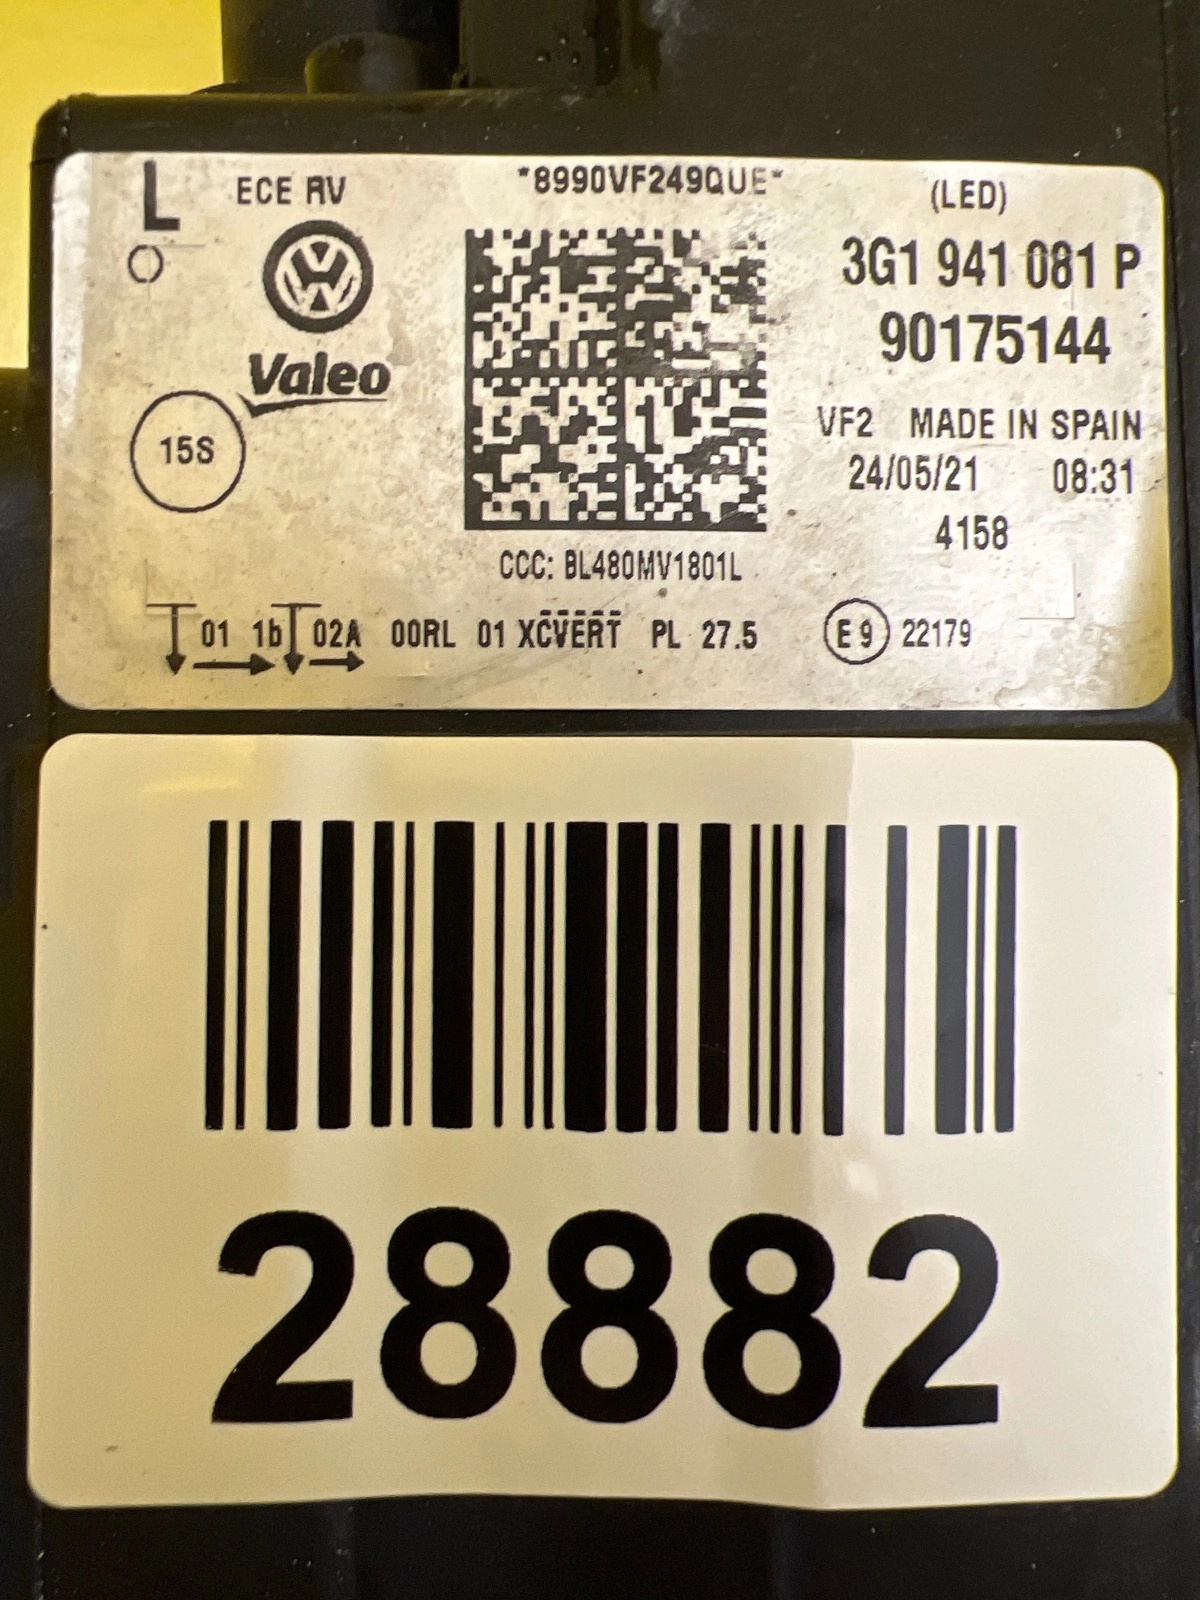 L ECE RV *8990VF249QUE* (LED)
3G1 941 081 P
Valeo 90175144
15S VF2 MADE IN SPAIN
24/05/21 08:31
4158
CCC: BL480MV1801L
01 1b 02A 00RL 01 XCVERT PL 27.5 E9 22179
28882